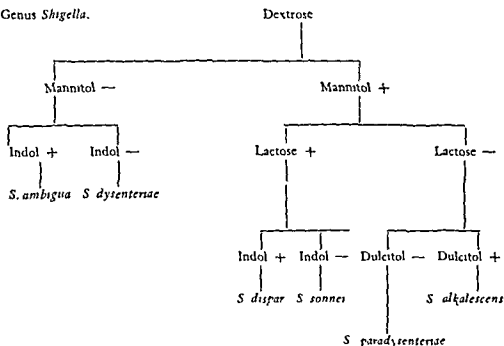 Genus Shigella. Dextrose
Mannitol — Mannitol +
Indol + Indol — Lactose + Lactose —
S. ambigua S dysenteriae
Indol + Indol — Dulcitol — Dulcitol +
S dispar S sonnei S alkalescens
S paradysenteriae